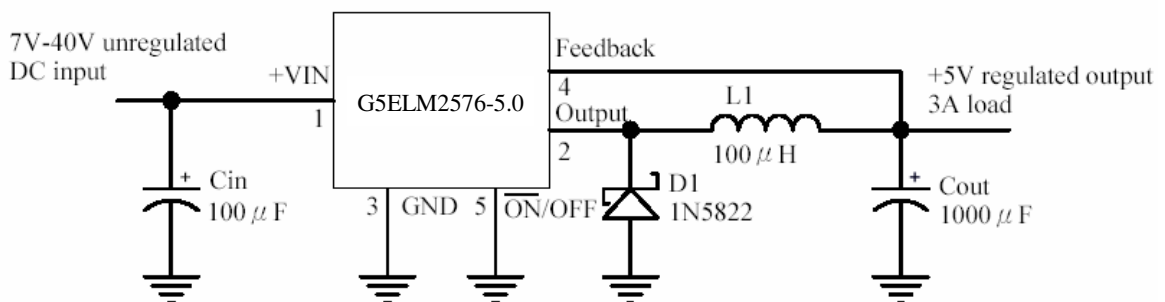 7V-40V unregulated
DC input
+VIN
1
G5ELM2576-5.0
Feedback
4
Output
2
L1
100 μ H
+5V regulated output
3A load
+ Cin
100 μ F
3 GND 5 ON/OFF
D1
1N5822
+ Cout
1000 μ F